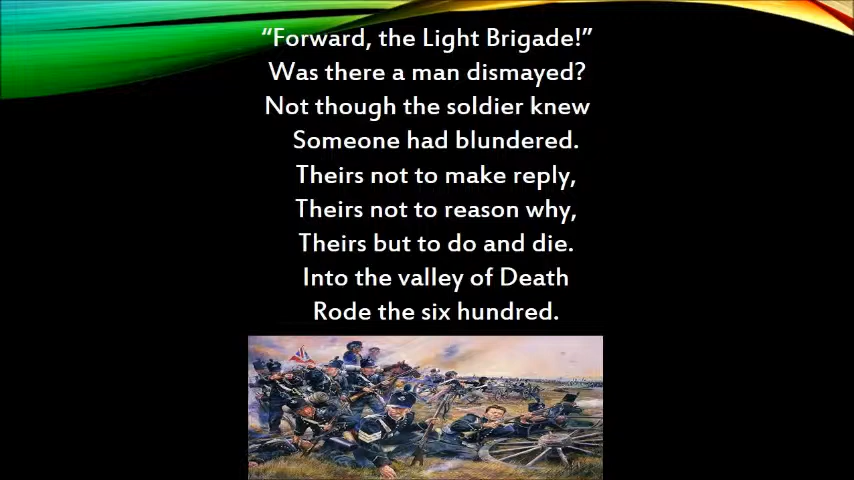 “Forward, the Light Brigade!”
Was there a man dismayed?
Not though the soldier knew
Someone had blundered.
Theirs not to make reply,
Theirs not to reason why,
Theirs but to do and die.
Into the valley of Death
Rode the six hundred.